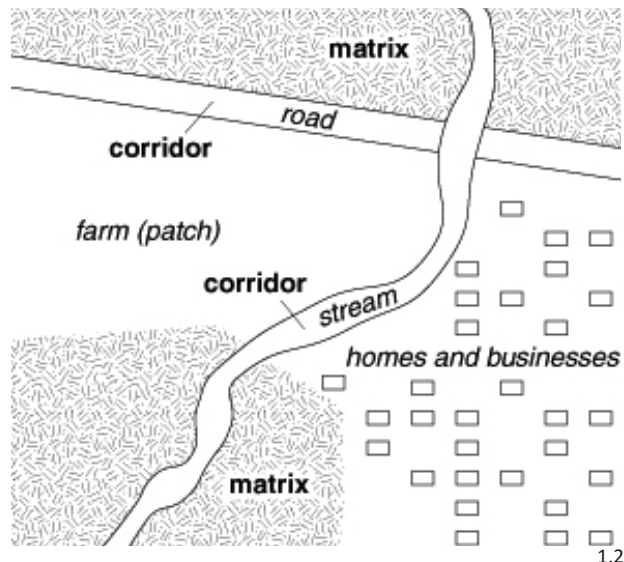 matrix
road
corridor
farm (patch)
corridor
stream
homes and businesses
matrix
1.2